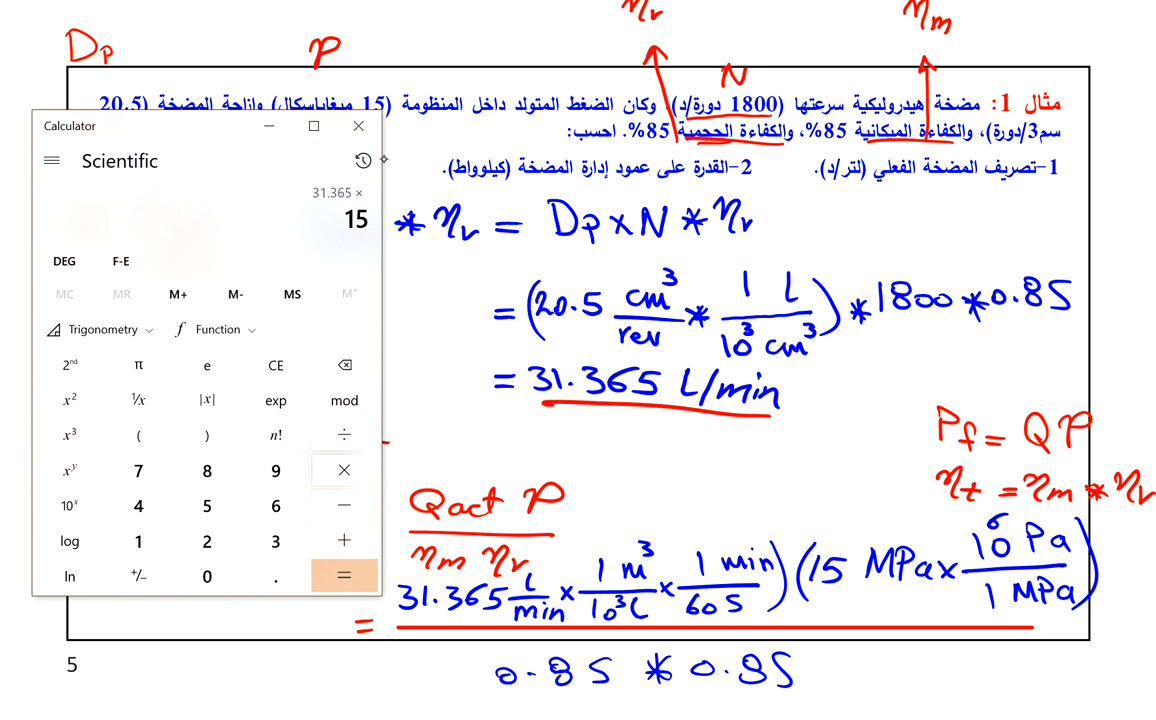 Dp P ηv ηm
N
مثال 1: مضخة هيدروليكية سرعتها (1800 دورة/د)، وكان الضغط المتولد داخل المنظومة (15 ميغاباسكال) وازاحة المضخة (20.5
سم3/دورة)، والكفاءة الميكانية 85%، والكفاءة الحجمية 85%. احسب:
1-تصريف المضخة الفعلي (لتر/د). 2-القدرة على عمود إدارة المضخة (كيلوواط).
Calculator
Scientific
31.365 ×
15
DEG F-E
MC MR M+ M- MS M˅
Trigonometry f Function
2ⁿᵈ π e CE
x² ¹/x |x| exp mod
x³ ( ) n! ÷
xʸ 7 8 9 ×
10ˣ 4 5 6 −
log 1 2 3 +
ln +/− 0 . =
* ηv = Dp × N * ηv
= (20.5 cm³/rev * 1 L/10³ cm³) * 1800 * 0.85
= 31.365 L/min
Pf = QP
ηt = ηm * ηv
Qact P
ηm ηv
= 31.365 L/min × 1 m³/10³L × 1 min/60 S) (15 MPa × 10⁶ Pa/1 MPa)
0.85 * 0.85
5